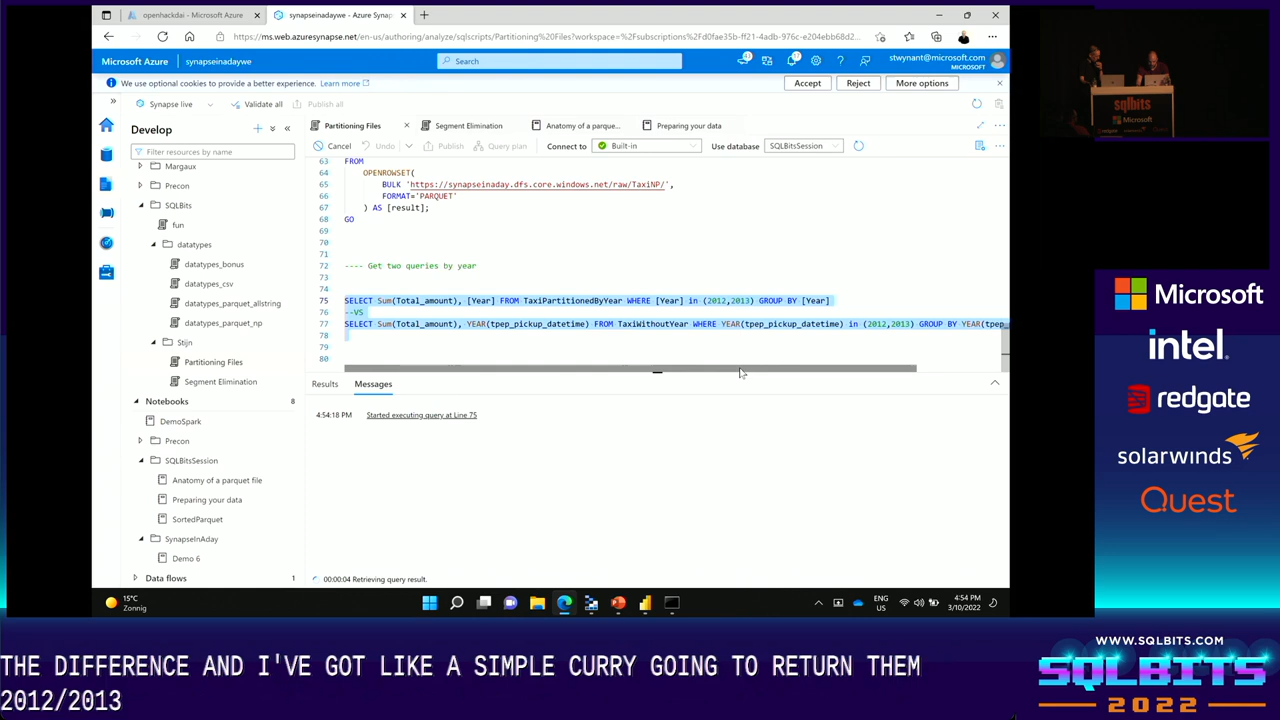 openhackdai - Microsoft Azure
synapseinadaywe - Azure Synap
https://ms.web.azuresynapse.net/en-us/authoring/analyze/sqlscripts/Partitioning%20Files?workspace=%2Fsubscriptions%2Fd0fae35b-ff21-4adb-976c-e204ebb68d2...
Microsoft Azure
synapseinadaywe
Search
stwynant@microsoft.com
MICROSOFT
We use optional cookies to provide a better experience. Learn more
Accept
Reject
More options
Synapse live
Validate all
Publish all
Develop
Filter resources by name
Margaux
Precon
SQLBits
fun
datatypes
datatypes_bonus
datatypes_csv
datatypes_parquet_allstring
datatypes_parquet_np
Stijn
Partitioning Files
Segment Elimination
Notebooks 8
DemoSpark
Precon
SQLBitsSession
Anatomy of a parquet file
Preparing your data
SortedParquet
SynapseInAday
Demo 6
Data flows 1
Partitioning Files
Segment Elimination
Anatomy of a parque...
Preparing your data
Cancel
Undo
Publish
Query plan
Connect to
Built-in
Use database
SQLBitsSession
63 FROM
64 OPENROWSET(
65 BULK 'https://synapseinaday.dfs.core.windows.net/raw/TaxiNP/',
66 FORMAT='PARQUET'
67 ) AS [result];
68 GO
69
70
71
72 ---- Get two queries by year
73
74
75 SELECT Sum(Total_amount), [Year] FROM TaxiPartitionedByYear WHERE [Year] in (2012,2013) GROUP BY [Year]
76 --VS
77 SELECT Sum(Total_amount), YEAR(tpep_pickup_datetime) FROM TaxiWithoutYear WHERE YEAR(tpep_pickup_datetime) in (2012,2013) GROUP BY YEAR(tpep_
78
79
80
Results
Messages
4:54:18 PM Started executing query at Line 75
00:00:04 Retrieving query result.
15°C
Zonnig
ENG
US
4:54 PM
3/10/2022
sqlbits
Microsoft
Microsoft
intel
redgate
solarwinds
Quest
WWW.SQLBITS.COM
SQLBITS
2022
THE DIFFERENCE AND I'VE GOT LIKE A SIMPLE CURRY GOING TO RETURN THEM
2012/2013